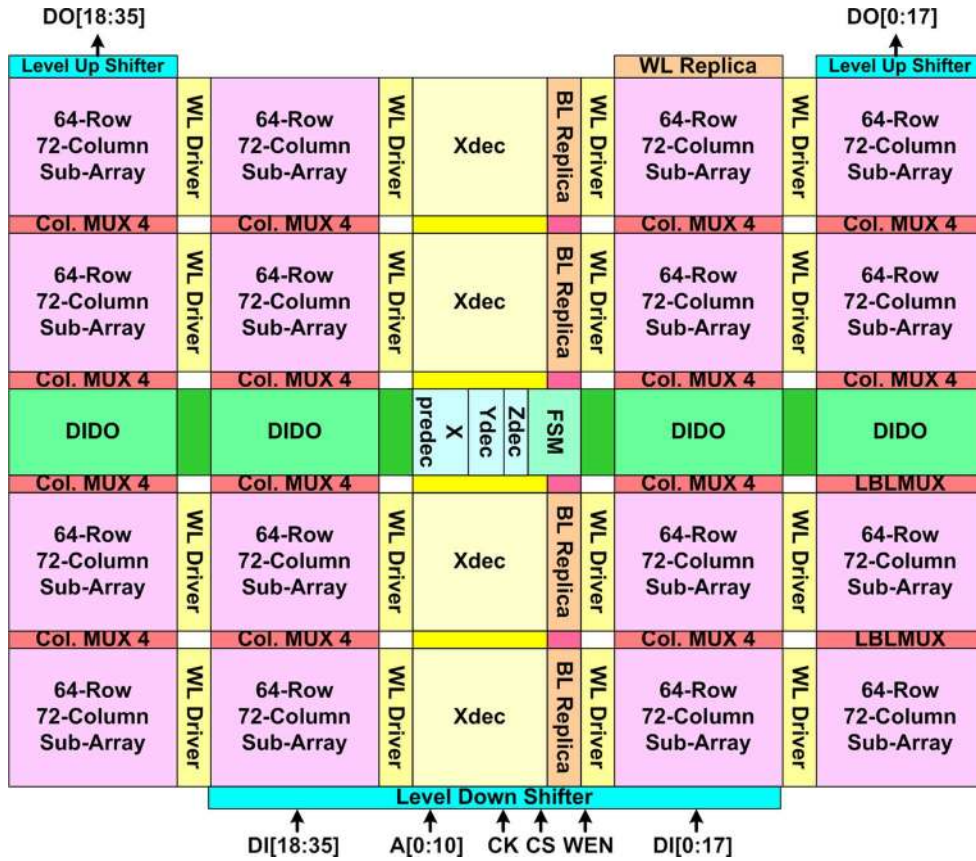 DO[18:35]
DO[0:17]
Level Up Shifter
WL Replica
Level Up Shifter
64-Row
72-Column
Sub-Array
WL Driver
64-Row
72-Column
Sub-Array
WL Driver
Xdec
BL Replica
WL Driver
64-Row
72-Column
Sub-Array
WL Driver
64-Row
72-Column
Sub-Array
Col. MUX 4
Col. MUX 4
Col. MUX 4
Col. MUX 4
64-Row
72-Column
Sub-Array
WL Driver
64-Row
72-Column
Sub-Array
WL Driver
Xdec
BL Replica
WL Driver
64-Row
72-Column
Sub-Array
WL Driver
64-Row
72-Column
Sub-Array
Col. MUX 4
Col. MUX 4
Col. MUX 4
Col. MUX 4
DIDO
DIDO
X
predec
Ydec
Zdec
FSM
DIDO
DIDO
Col. MUX 4
Col. MUX 4
Col. MUX 4
LBLMUX
64-Row
72-Column
Sub-Array
WL Driver
64-Row
72-Column
Sub-Array
WL Driver
Xdec
BL Replica
WL Driver
64-Row
72-Column
Sub-Array
WL Driver
64-Row
72-Column
Sub-Array
Col. MUX 4
Col. MUX 4
Col. MUX 4
LBLMUX
64-Row
72-Column
Sub-Array
WL Driver
64-Row
72-Column
Sub-Array
WL Driver
Xdec
BL Replica
WL Driver
64-Row
72-Column
Sub-Array
WL Driver
64-Row
72-Column
Sub-Array
Level Down Shifter
DI[18:35]
A[0:10]
CK CS WEN
DI[0:17]